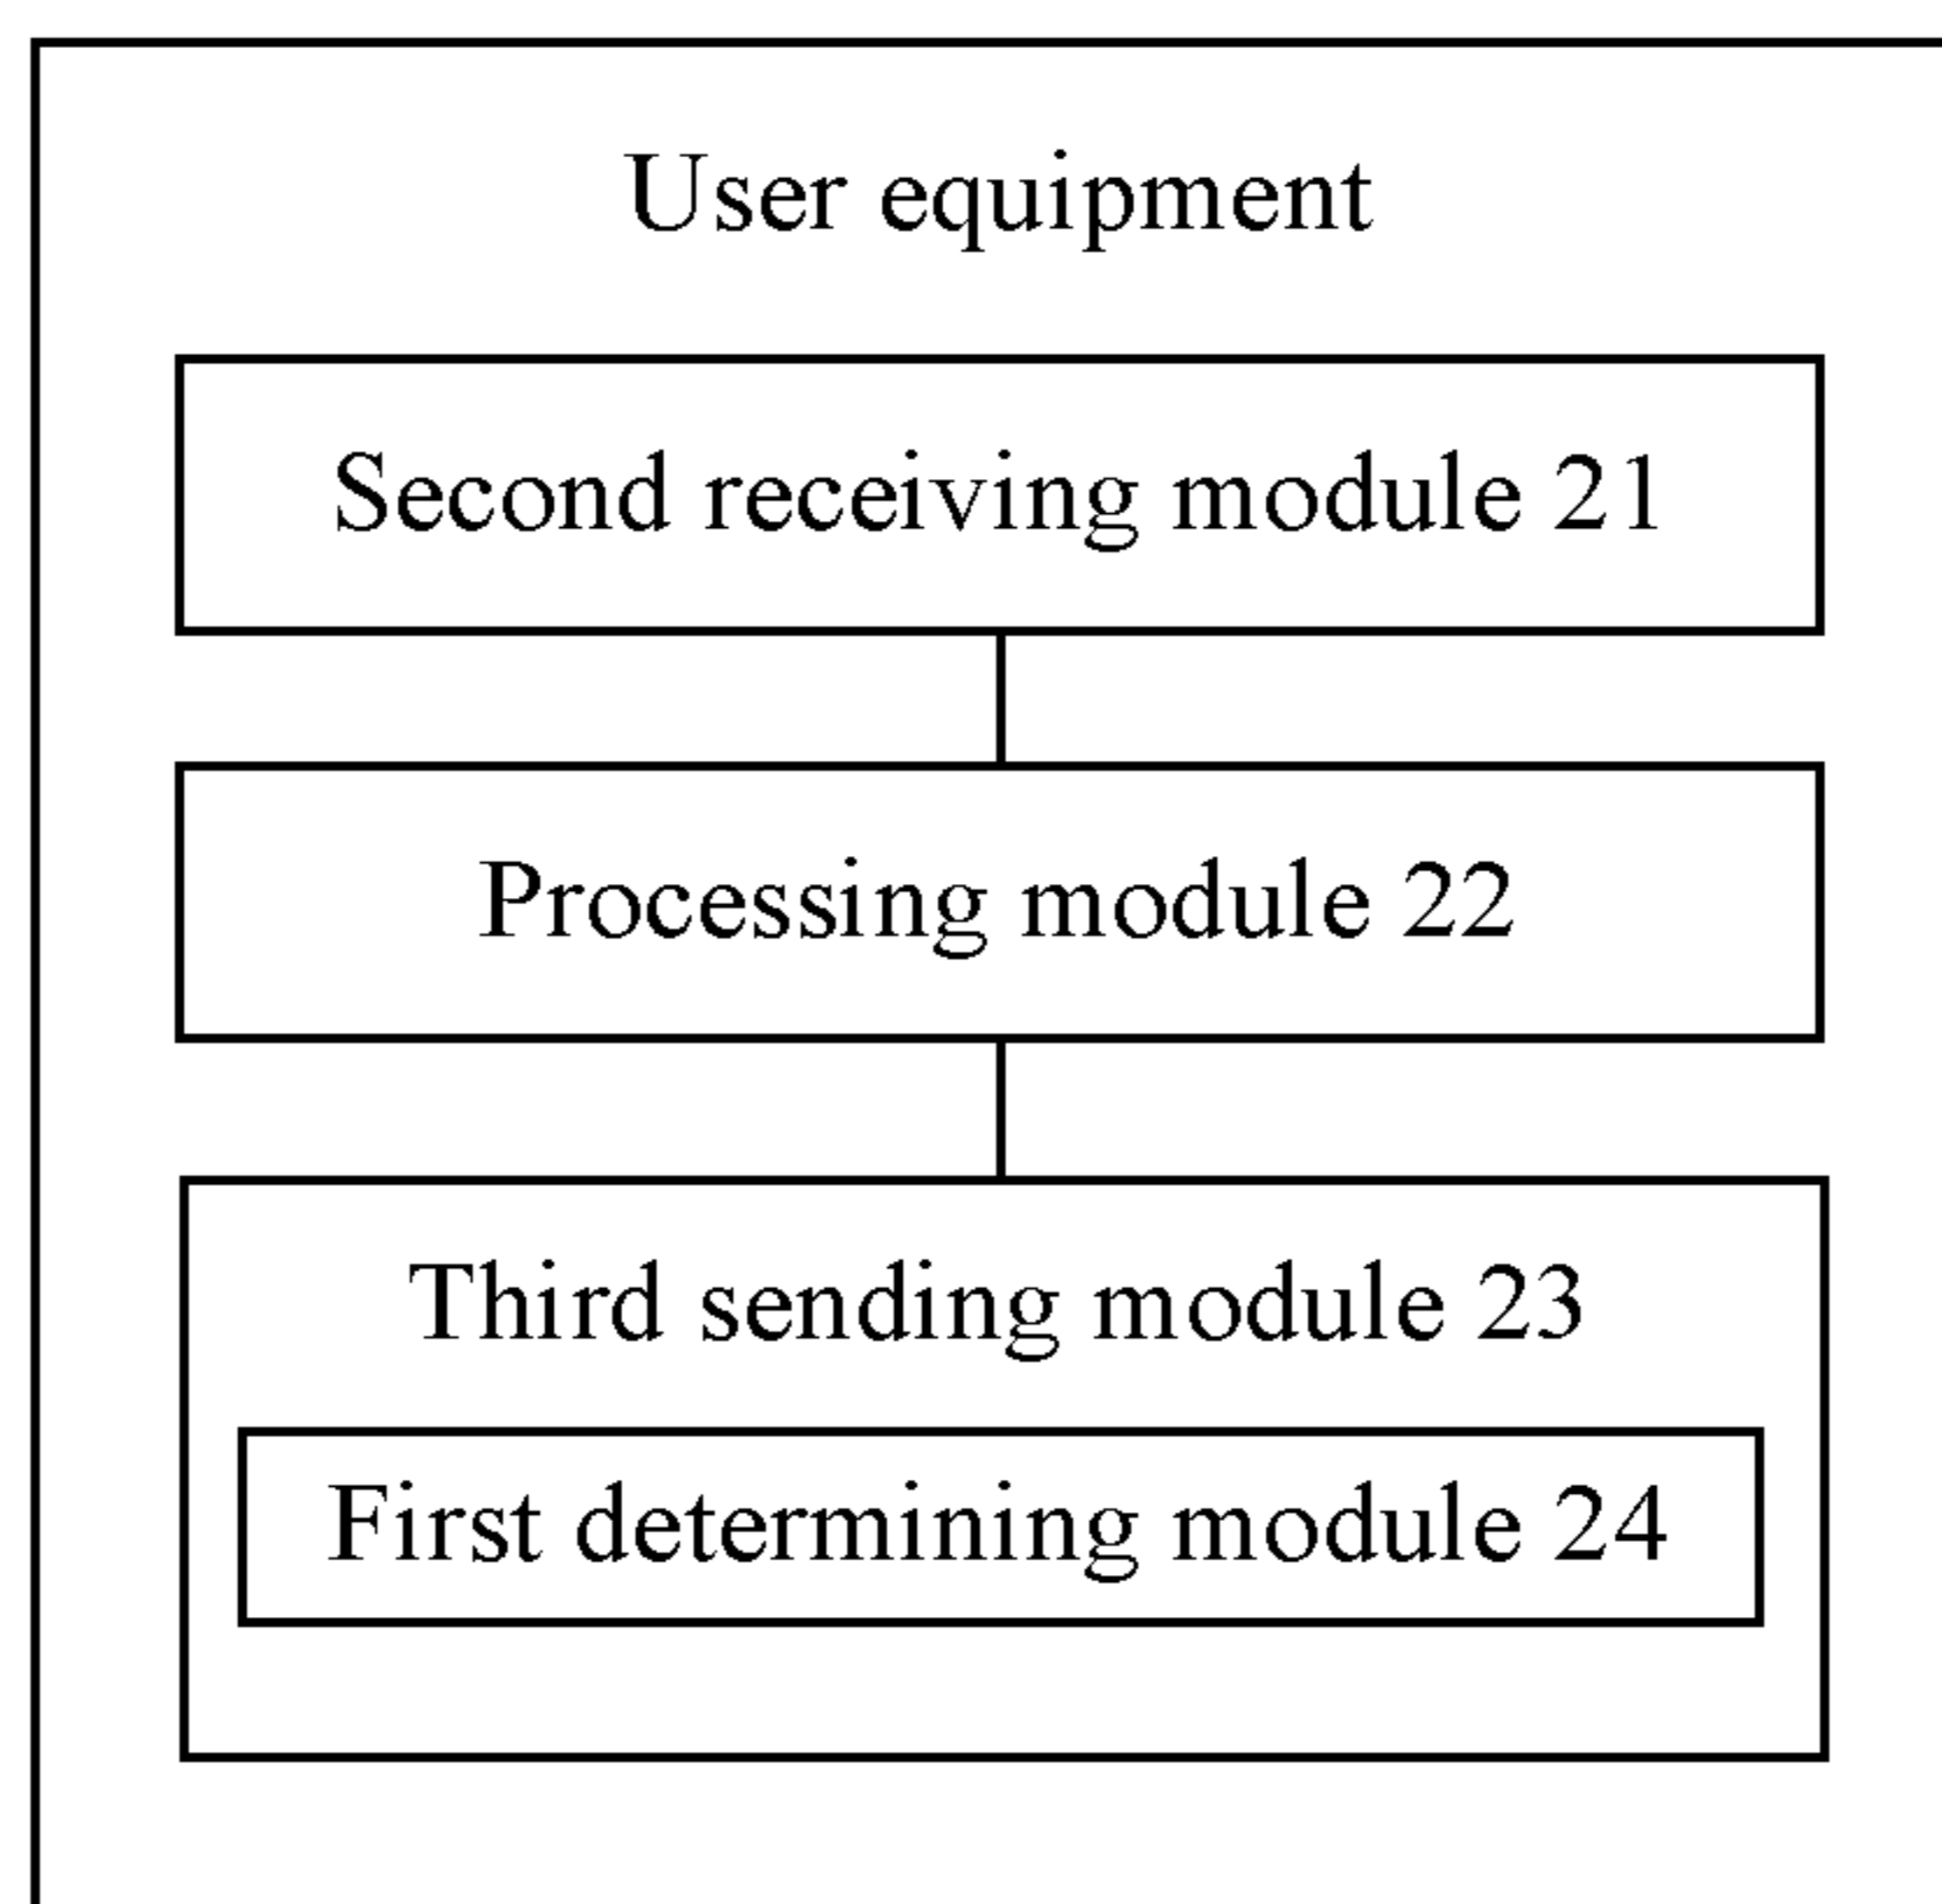 User equipment
Second receiving module 21
Processing module 22
Third sending module 23
First determining module 24